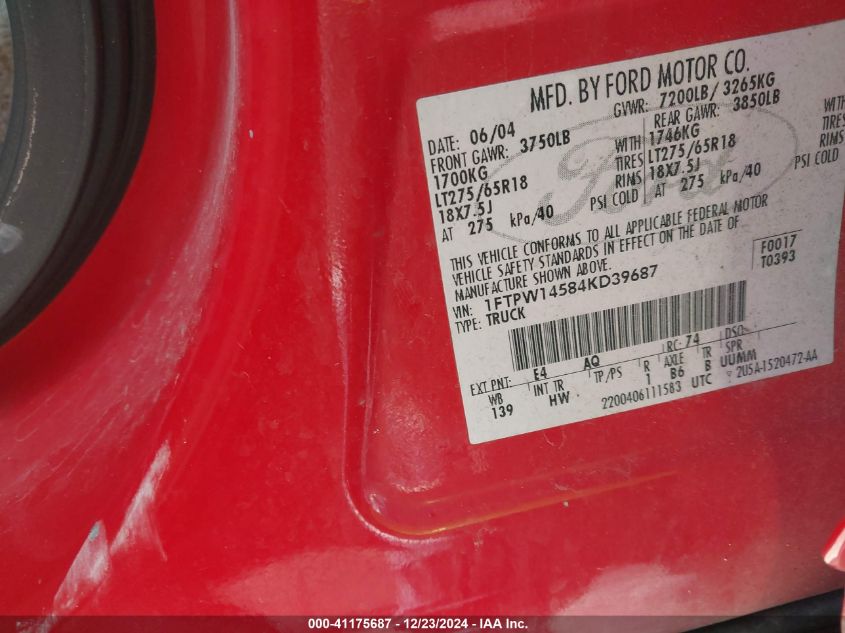 MFD. BY FORD MOTOR CO.
DATE: 06/04 GVWR: 7200LB/ 3265KG
FRONT GAWR: 3750LB REAR GAWR: 3850LB
1700KG WITH 1746KG WITH
LT275/65R18 TIRES LT275/65R18 TIRES
18X7.5J RIMS 18X7.5J RIMS
AT 275 kPa/40 PSI COLD AT 275 kPa/40 PSI COLD
Ford
THIS VEHICLE CONFORMS TO ALL APPLICABLE FEDERAL MOTOR
VEHICLE SAFETY STANDARDS IN EFFECT ON THE DATE OF
MANUFACTURE SHOWN ABOVE.
VIN: 1FTPW14584KD39687
TYPE: TRUCK
F0017
T0393
EXT PNT: E4 AQ RC: 74 DSO:
WB INT TR TP/PS R AXLE TR SPR
139 HW 1 B6 B UUMM
2200406111583 UTC 2U5A-1520472-AA
000-41175687 - 12/23/2024 - IAA Inc.